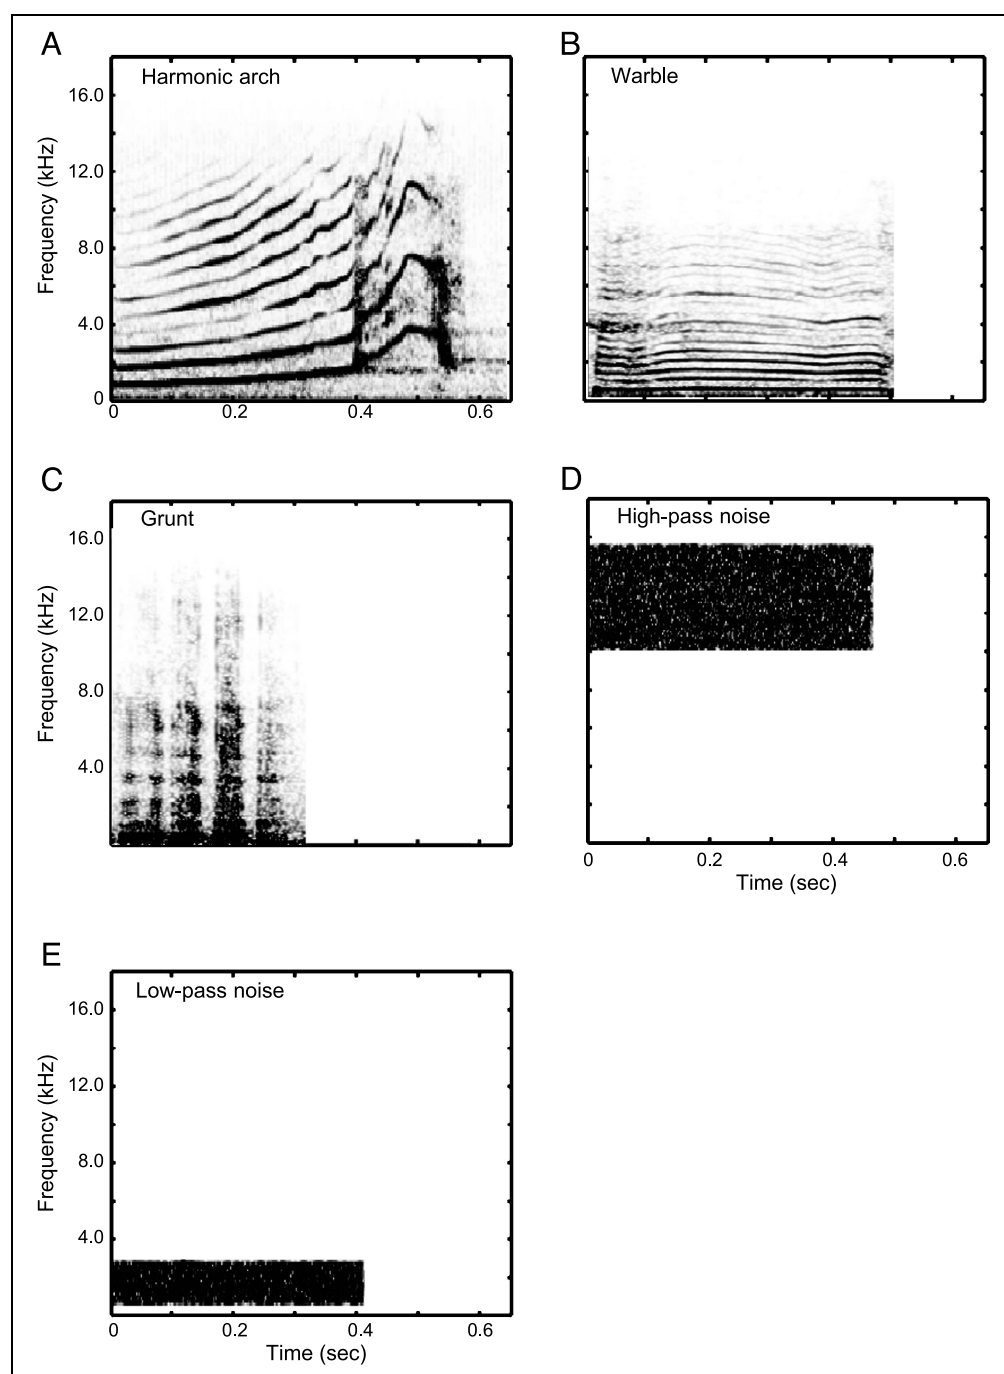 A
Harmonic arch
16.0
12.0
8.0
4.0
0
Frequency (kHz)
0 0.2 0.4 0.6
B
Warble
C
Grunt
16.0
12.0
8.0
4.0
Frequency (kHz)
D
High-pass noise
0 0.2 0.4 0.6
Time (sec)
E
Low-pass noise
16.0
12.0
8.0
4.0
Frequency (kHz)
0 0.2 0.4 0.6
Time (sec)